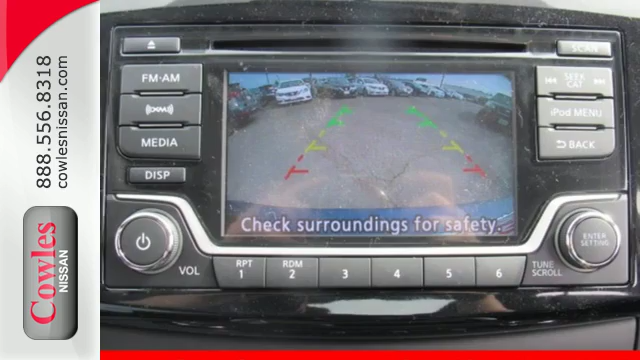 888.556.8318
cowlesnissan.com
Cowles
NISSAN
SCAN
FM·AM
((XM))
MEDIA
DISP
SEEK
CAT
iPod MENU
BACK
Check surroundings for safety.
VOL
RPT
1
RDM
2
3
4
5
6
TUNE
SCROLL
ENTER
SETTING